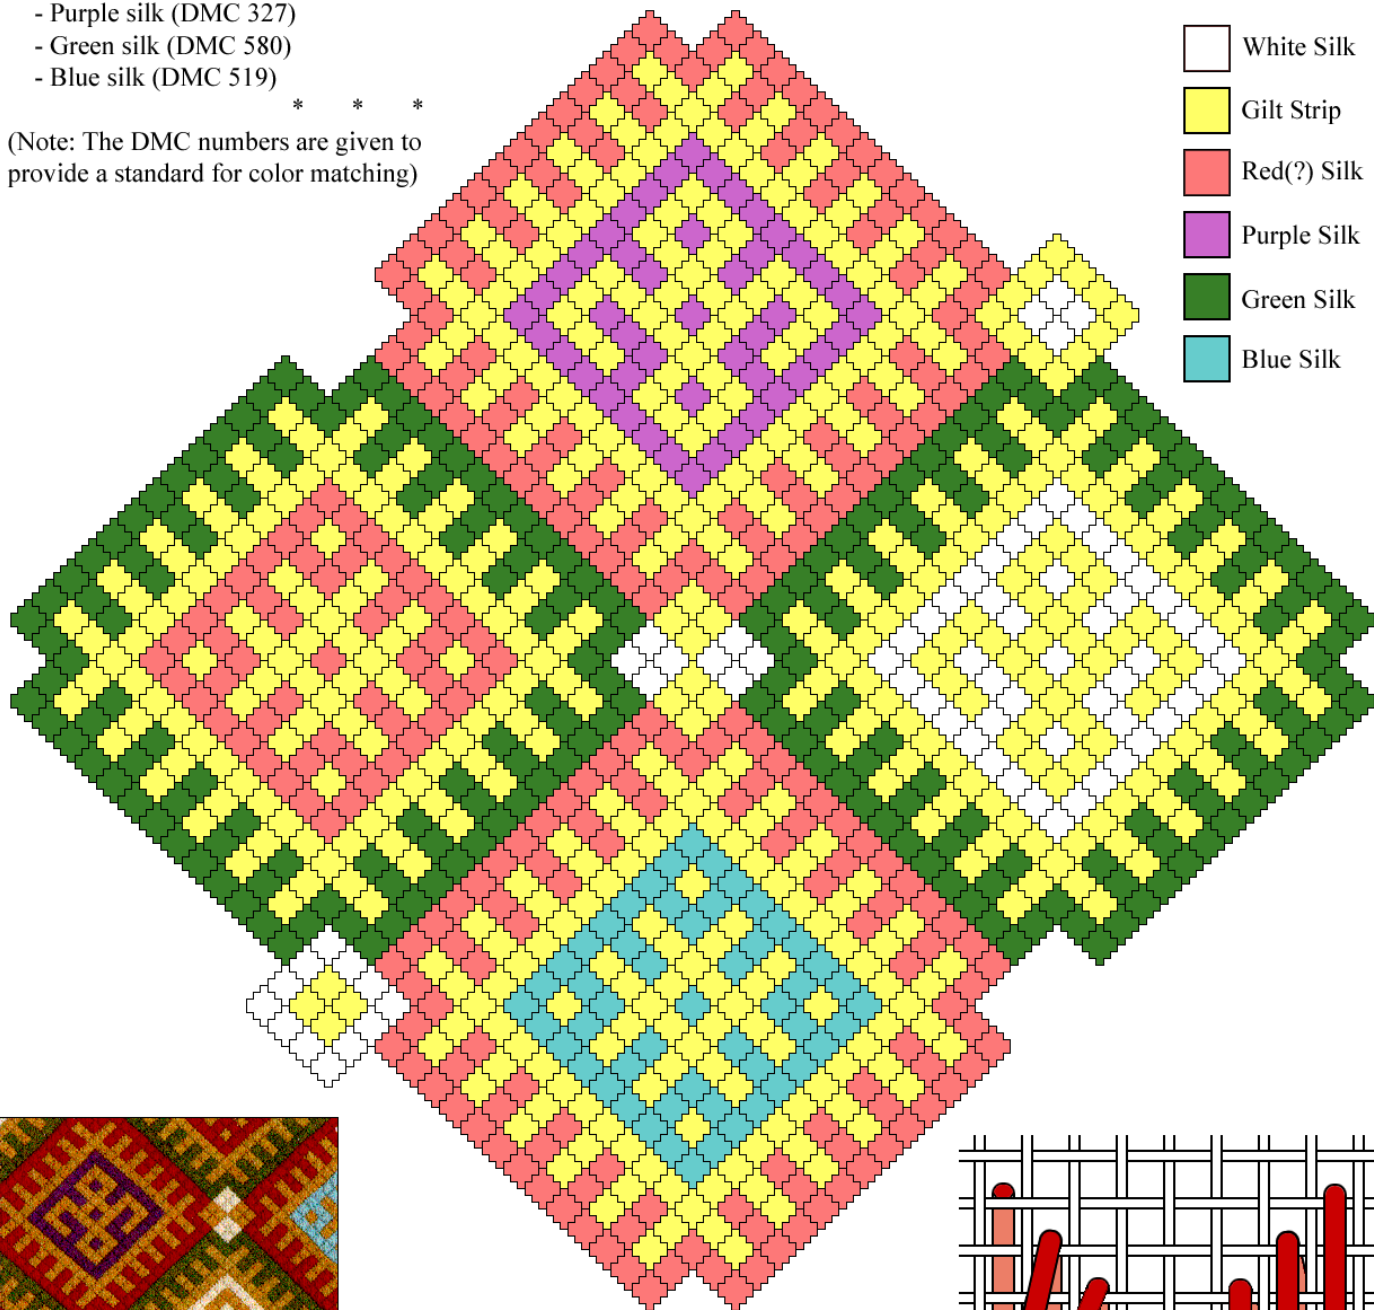 - Purple silk (DMC 327)
- Green silk (DMC 580)
- Blue silk (DMC 519)
* * *
(Note: The DMC numbers are given to
provide a standard for color matching)
White Silk
Gilt Strip
Red(?) Silk
Purple Silk
Green Silk
Blue Silk